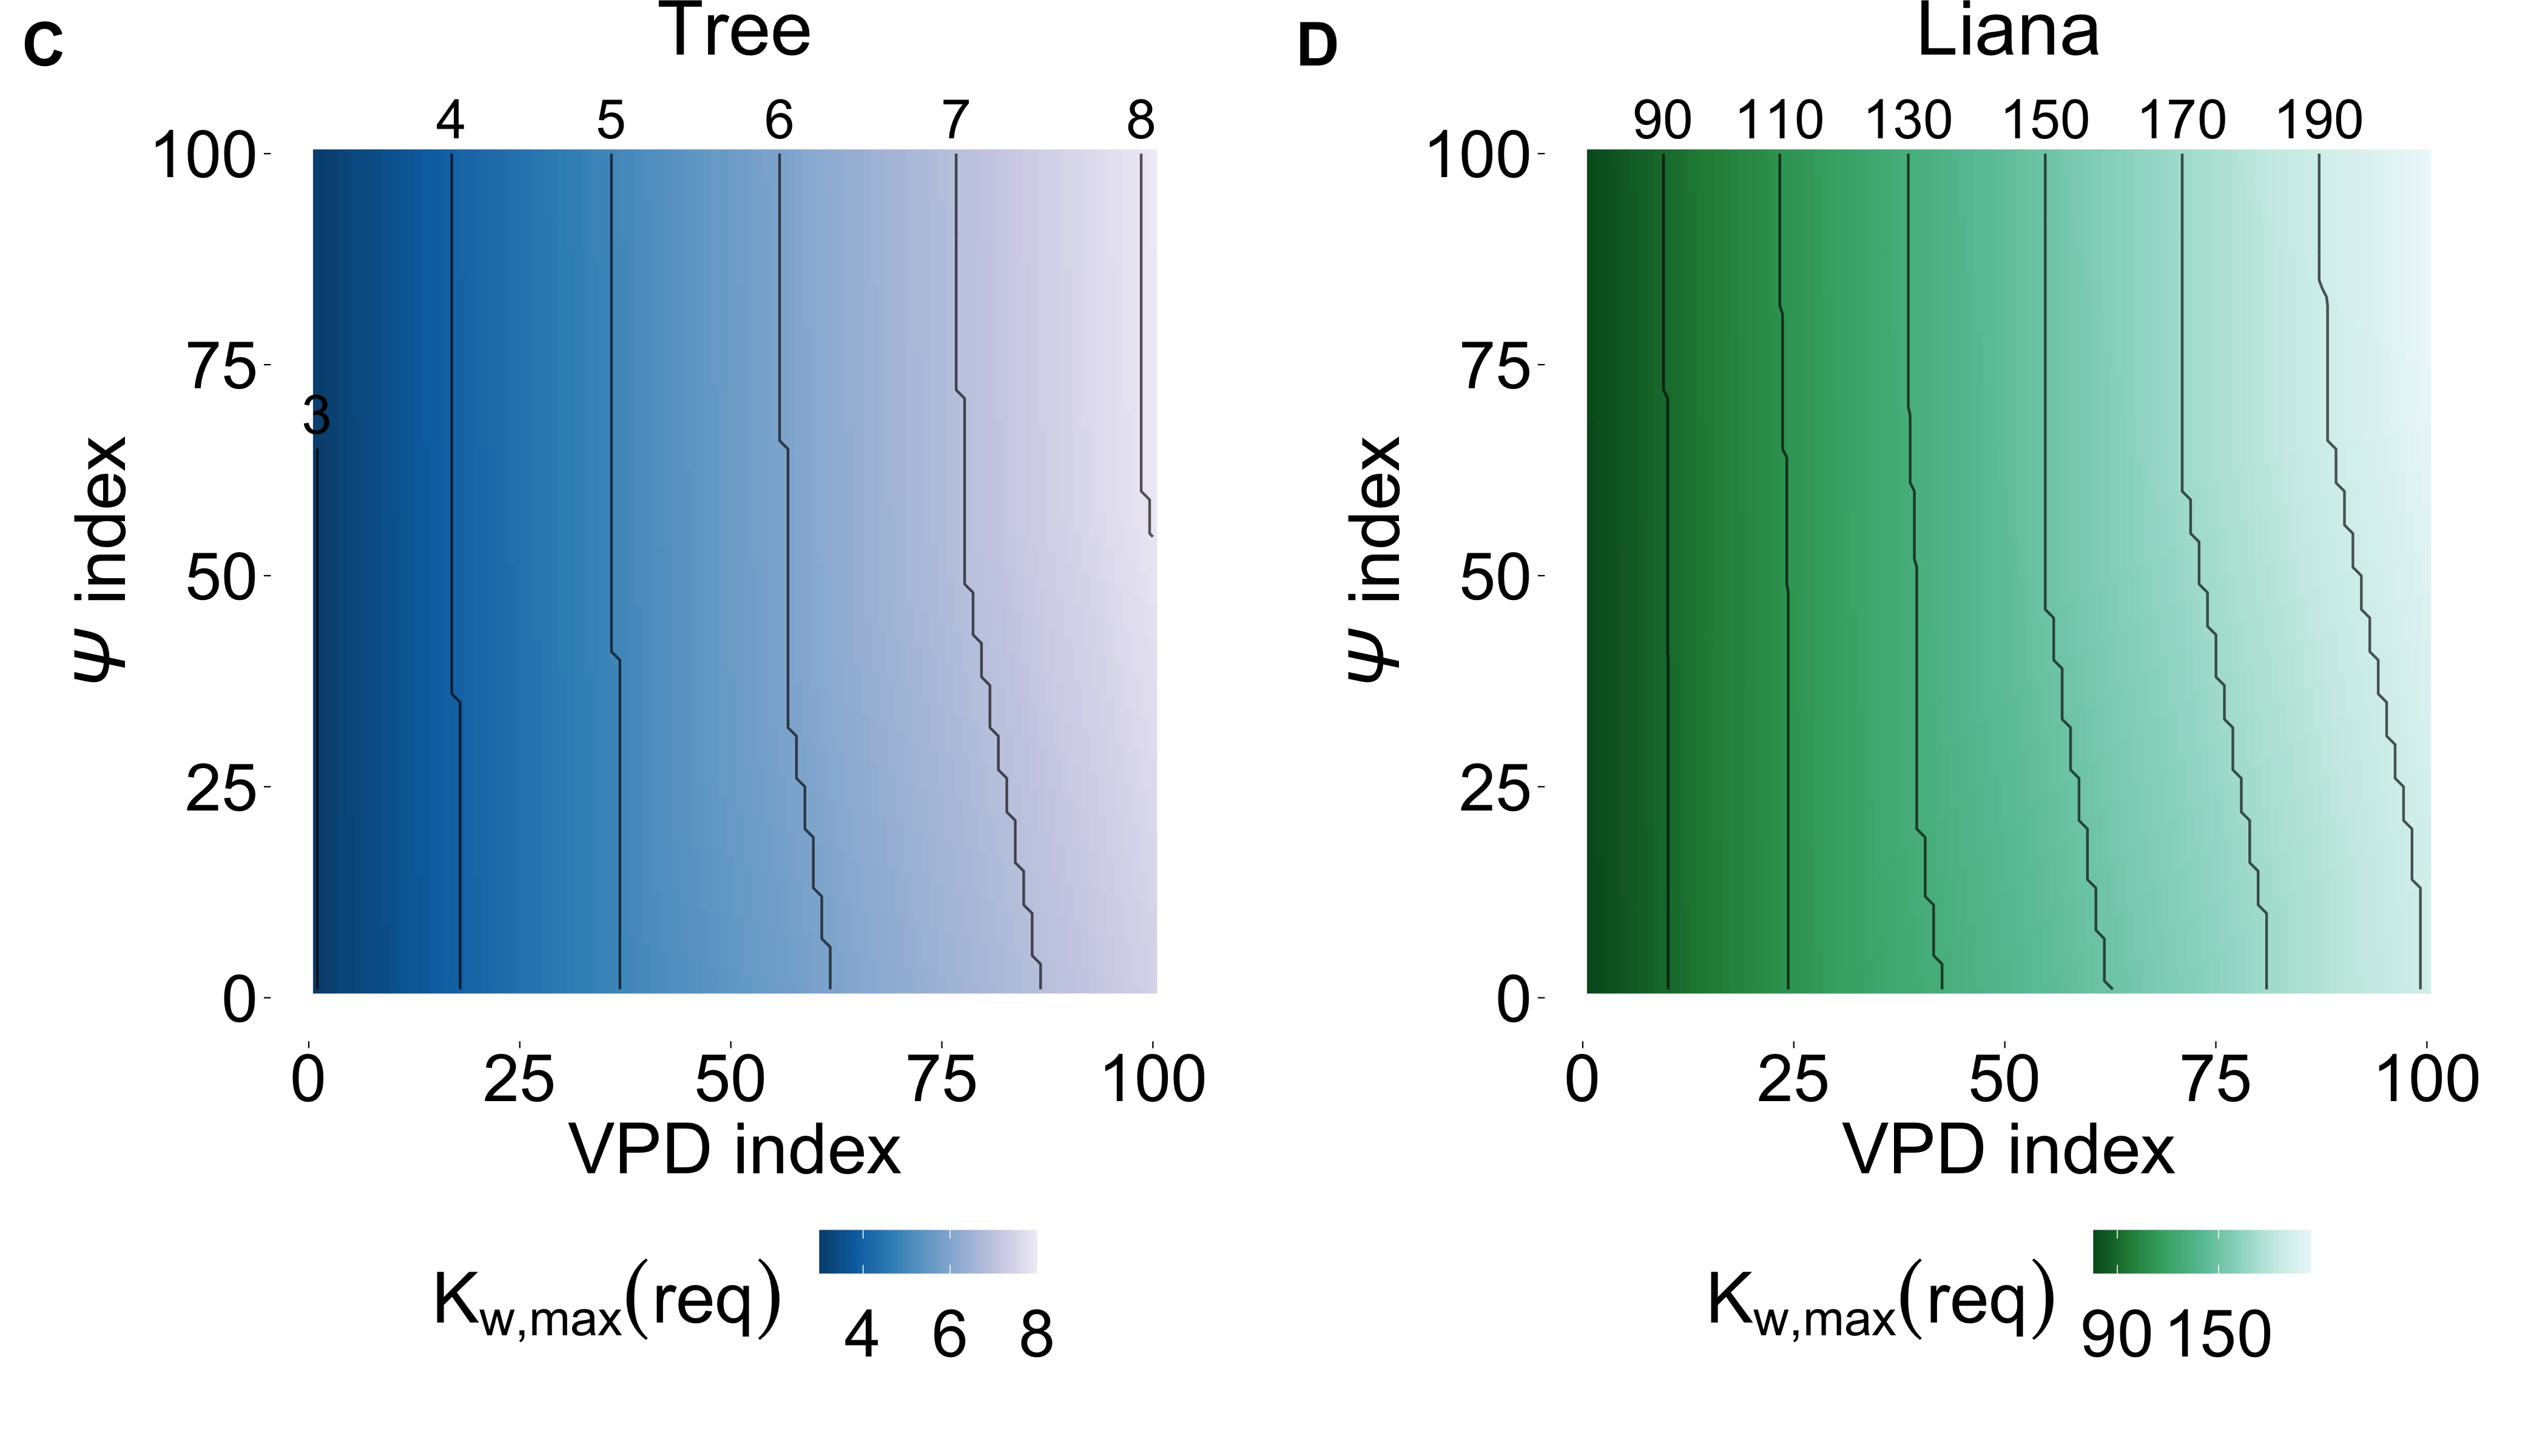 C
Tree
4 5 6 7 8
100
75
3
50
25
0
Ψ index
0 25 50 75 100
VPD index
Kw,max(req)
4 6 8
D
Liana
90 110 130 150 170 190
100
75
50
25
0
Ψ index
0 25 50 75 100
VPD index
Kw,max(req)
90 150